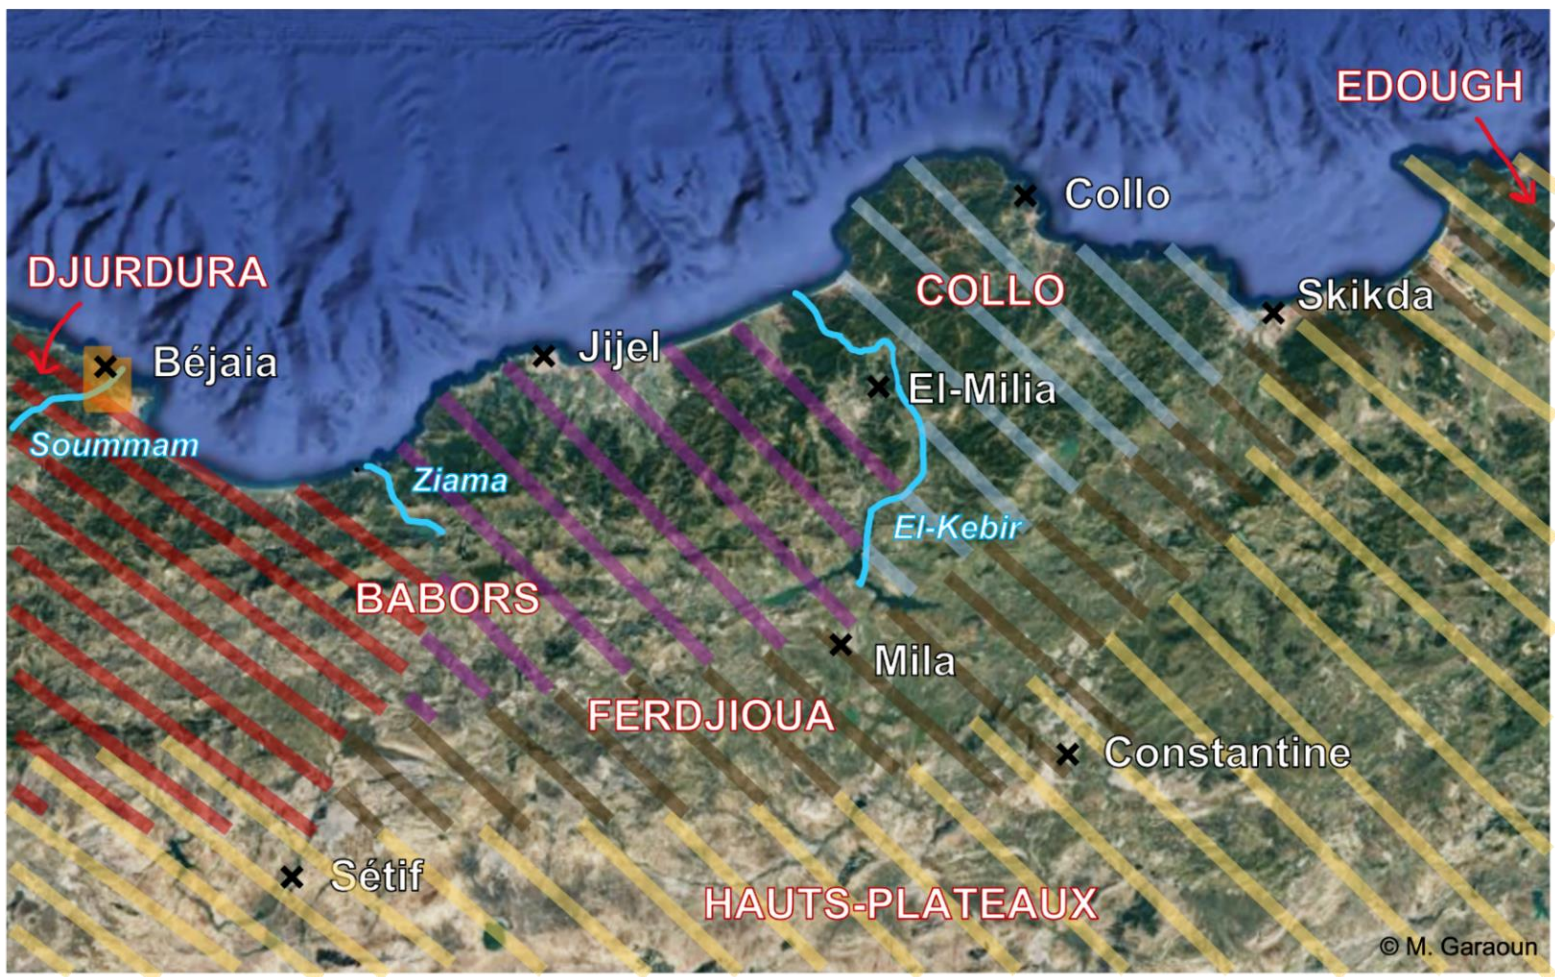 EDOUGH
Collo
DJURDURA
COLLO
Skikda
Béjaia
Jijel
El-Milia
Soummam
Ziama
El-Kebir
BABORS
Mila
FERDJIOUA
Constantine
Sétif
HAUTS-PLATEAUX
© M. Garaoun